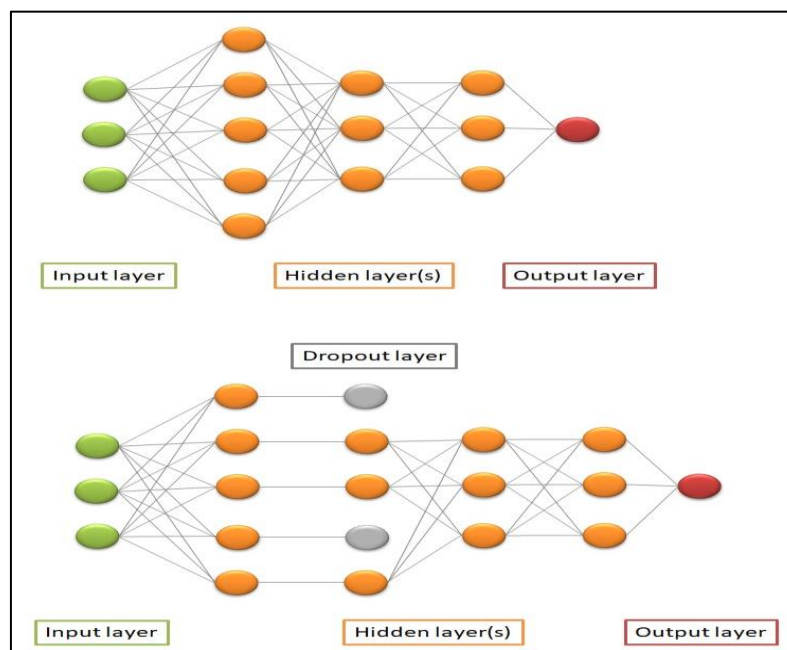 Input layer
Hidden layer(s)
Output layer
Dropout layer
Input layer
Hidden layer(s)
Output layer